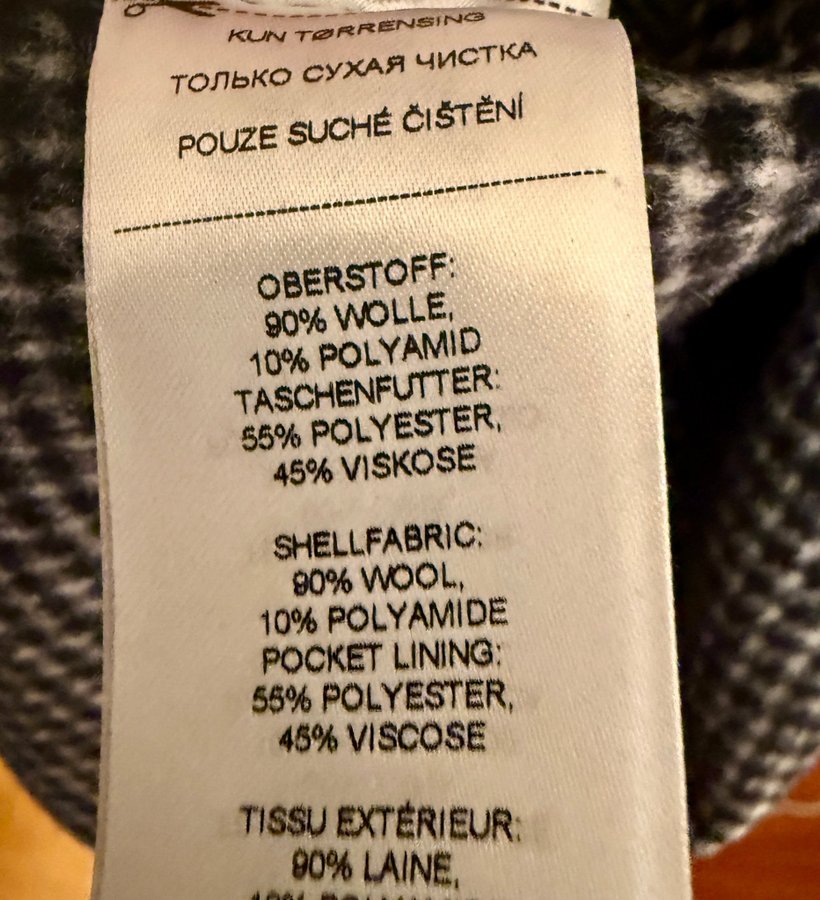 KUN TØRRENSING
ТОЛЬКО СУХАЯ ЧИСТКА
POUZE SUCHÉ ČIŠTĚNÍ
OBERSTOFF:
90% WOLLE,
10% POLYAMID
TASCHENFUTTER:
55% POLYESTER,
45% VISKOSE
SHELLFABRIC:
90% WOOL,
10% POLYAMIDE
POCKET LINING:
55% POLYESTER,
45% VISCOSE
TISSU EXTÉRIEUR:
90% LAINE,